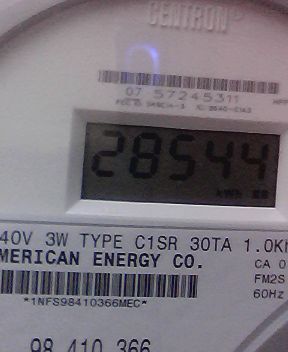 CENTRON®
07 57245311
28544
kWh
40V 3W TYPE C1SR 30TA 1.0Kh
MERICAN ENERGY CO.
CA 0
FM2S
60Hz
*1NFS98410366MEC*
98 410 366